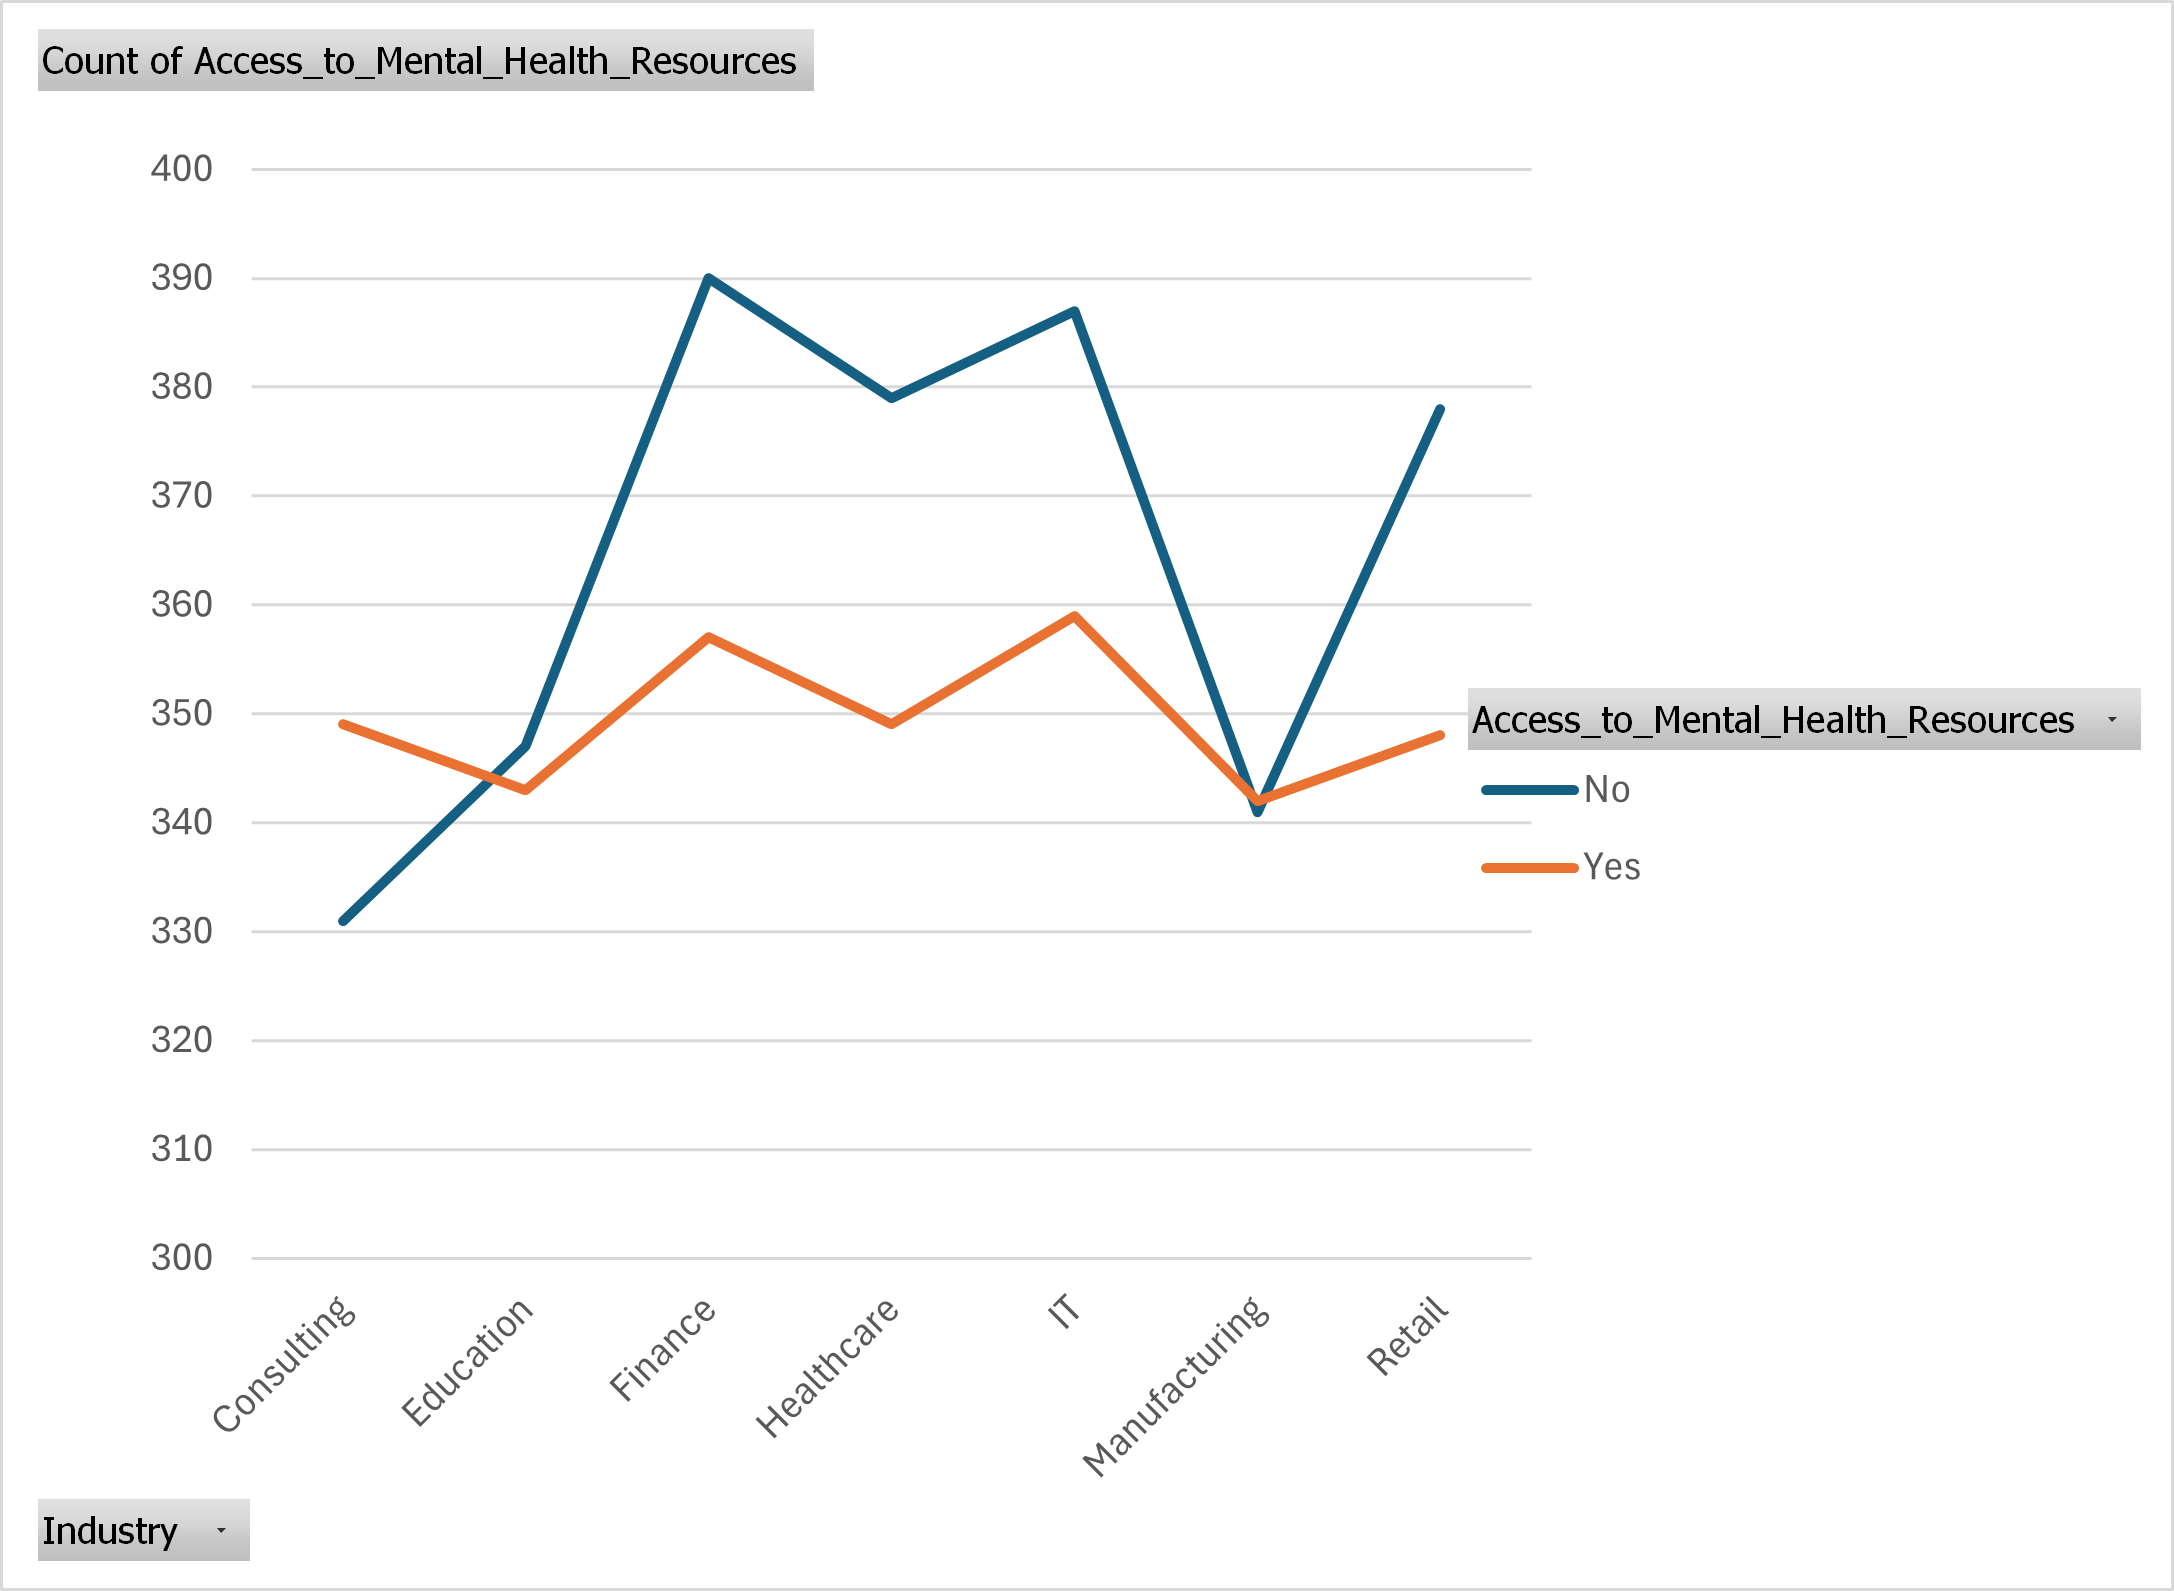 Count of Access_to_Mental_Health_Resources
400
390
380
370
360
350
340
330
320
310
300
Consulting
Education
Finance
Healthcare
IT
Manufacturing
Retail
Access_to_Mental_Health_Resources
No
Yes
Industry